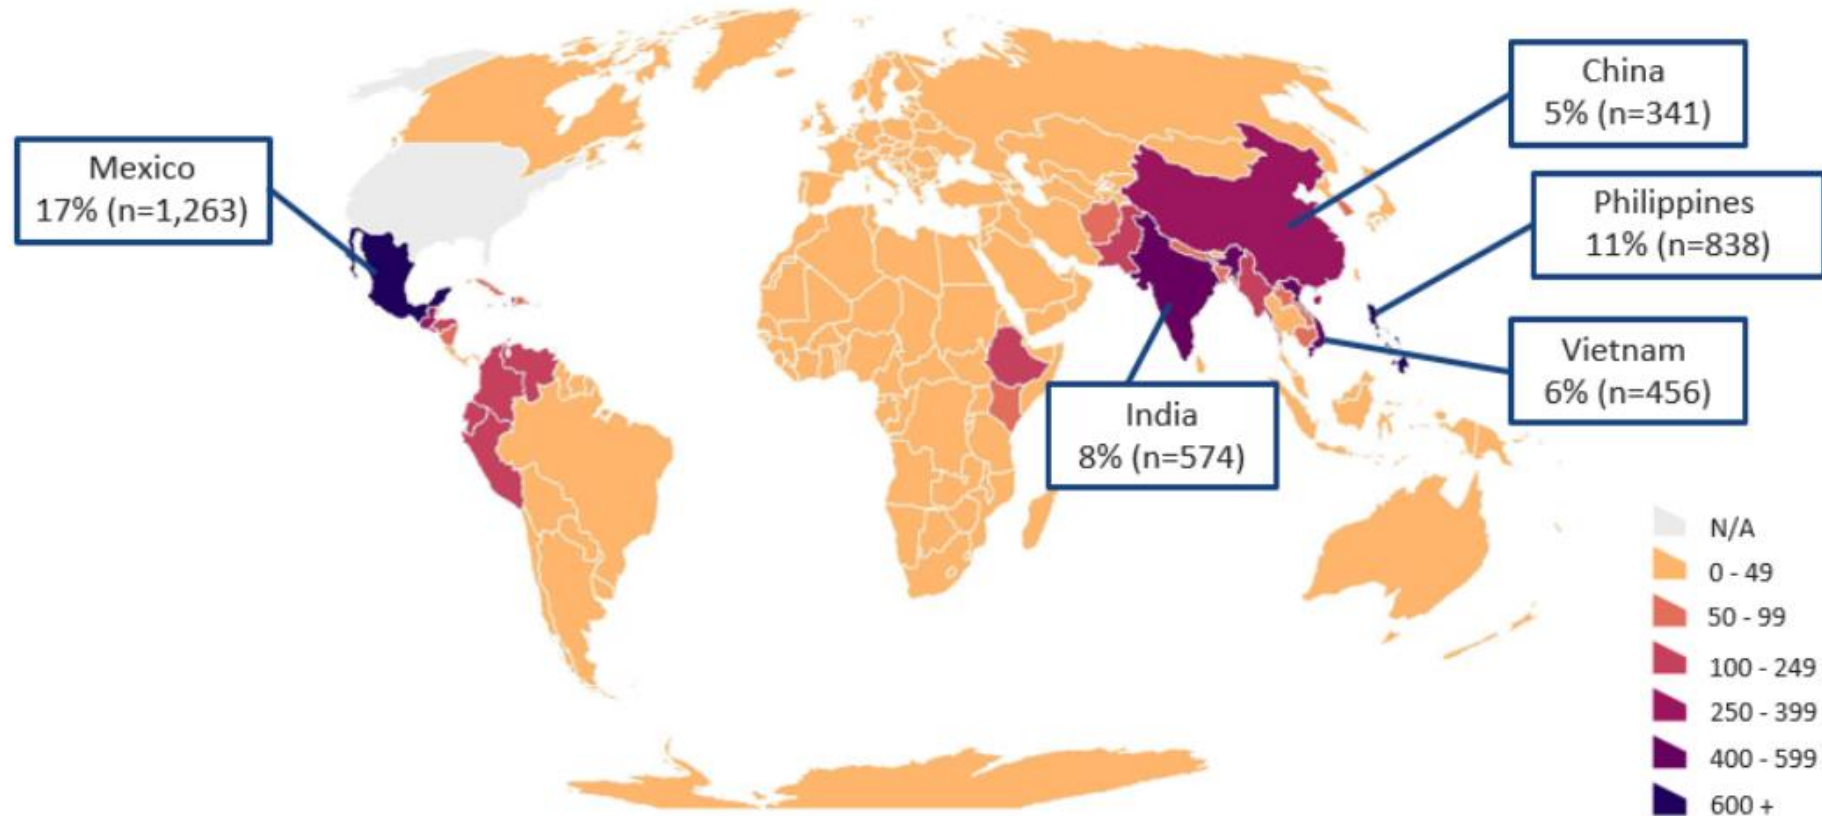 Mexico
17% (n=1,263)
China
5% (n=341)
Philippines
11% (n=838)
Vietnam
6% (n=456)
India
8% (n=574)
N/A
0 - 49
50 - 99
100 - 249
250 - 399
400 - 599
600 +